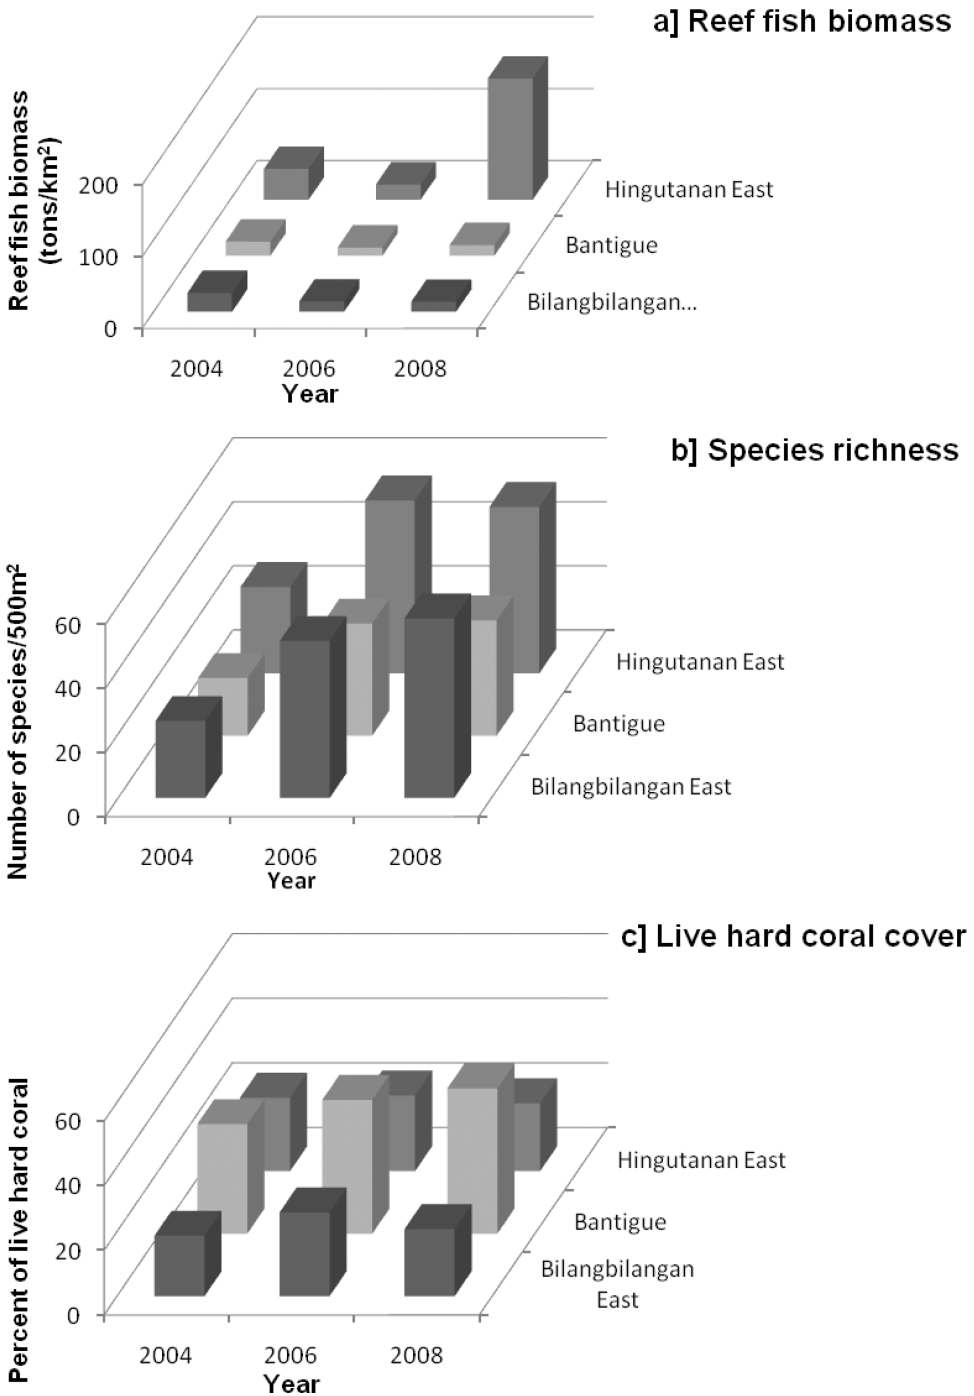 a] Reef fish biomass
Reef fish biomass
(tons/km²)
200
100
0
Hingutanan East
Bantigue
Bilangbilangan...
2004 2006 2008
Year
b] Species richness
Number of species/500m²
60
40
20
0
Hingutanan East
Bantigue
Bilangbilangan East
2004 2006 2008
Year
c] Live hard coral cover
Percent of live hard coral
60
40
20
0
Hingutanan East
Bantigue
Bilangbilangan
East
2004 2006 2008
Year